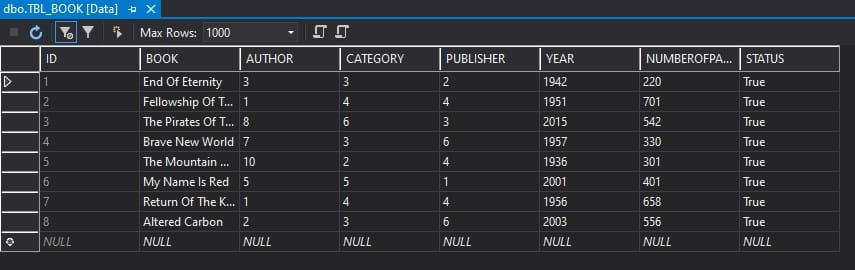 dbo.TBL_BOOK [Data]
Max Rows: 1000
ID BOOK AUTHOR CATEGORY PUBLISHER YEAR NUMBEROFPA... STATUS
1 End Of Eternity 3 3 2 1942 220 True
2 Fellowship Of T... 1 4 4 1951 701 True
3 The Pirates Of T... 8 6 3 2015 542 True
4 Brave New World 7 3 6 1957 330 True
5 The Mountain ... 10 2 4 1936 301 True
6 My Name Is Red 5 5 1 2001 401 True
7 Return Of The K... 1 4 4 1956 658 True
8 Altered Carbon 2 3 6 2003 556 True
NULL NULL NULL NULL NULL NULL NULL NULL